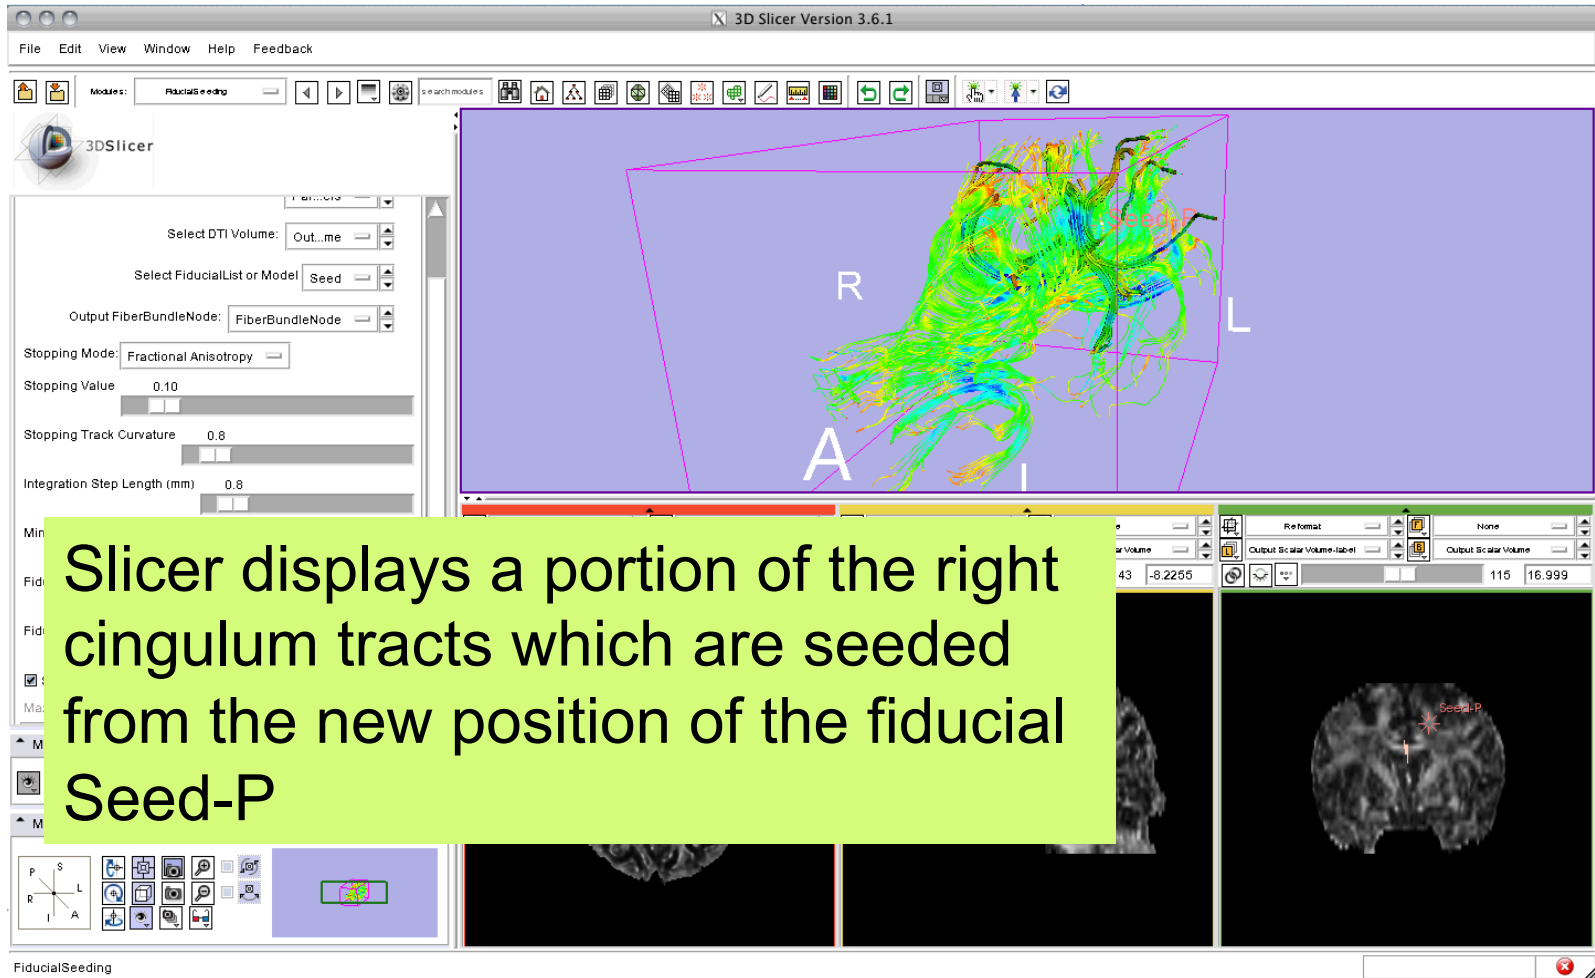 3D Slicer Version 3.6.1
File Edit View Window Help Feedback
Modules: FiducialSeeding search modules
3DSlicer
Select DTI Volume: Out...me
Select FiducialList or Model Seed
Output FiberBundleNode: FiberBundleNode
Stopping Mode: Fractional Anisotropy
Stopping Value 0.10
Stopping Track Curvature 0.8
Integration Step Length (mm) 0.8
Seed-P
R
L
A
I
Reformat None
Output Scalar Volume-label Output Scalar Volume
43 -8.2255
115 16.999
Seed-P
Slicer displays a portion of the right
cingulum tracts which are seeded
from the new position of the fiducial
Seed-P
P S
R L
I A
FiducialSeeding